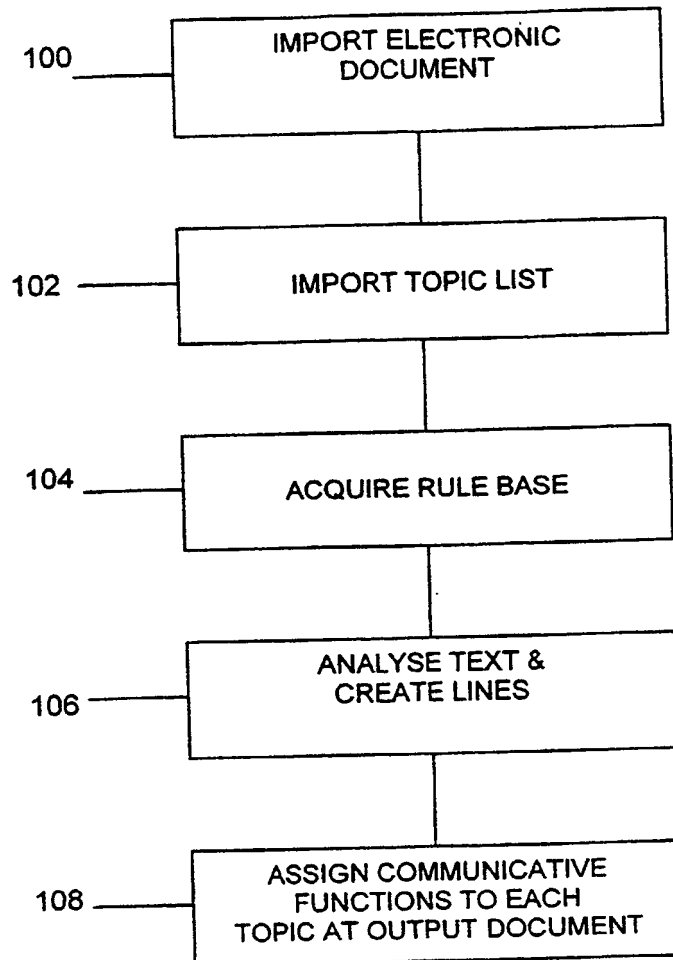 100
IMPORT ELECTRONIC
DOCUMENT
102
IMPORT TOPIC LIST
104
ACQUIRE RULE BASE
106
ANALYSE TEXT &
CREATE LINES
108
ASSIGN COMMUNICATIVE
FUNCTIONS TO EACH
TOPIC AT OUTPUT DOCUMENT